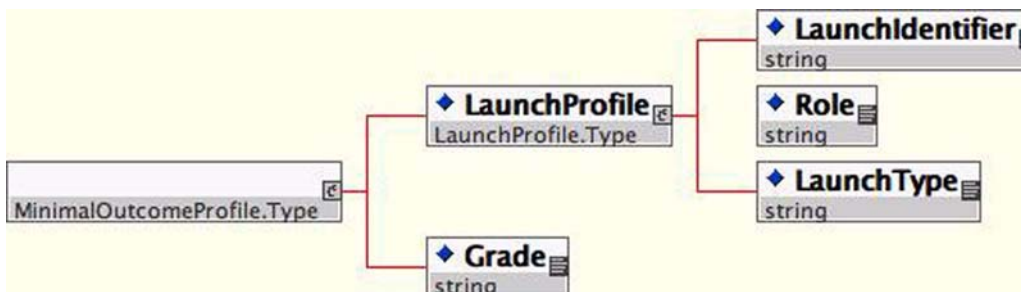 LaunchIdentifier
string
LaunchProfile
LaunchProfile.Type
Role
string
LaunchType
string
MinimalOutcomeProfile.Type
Grade
string